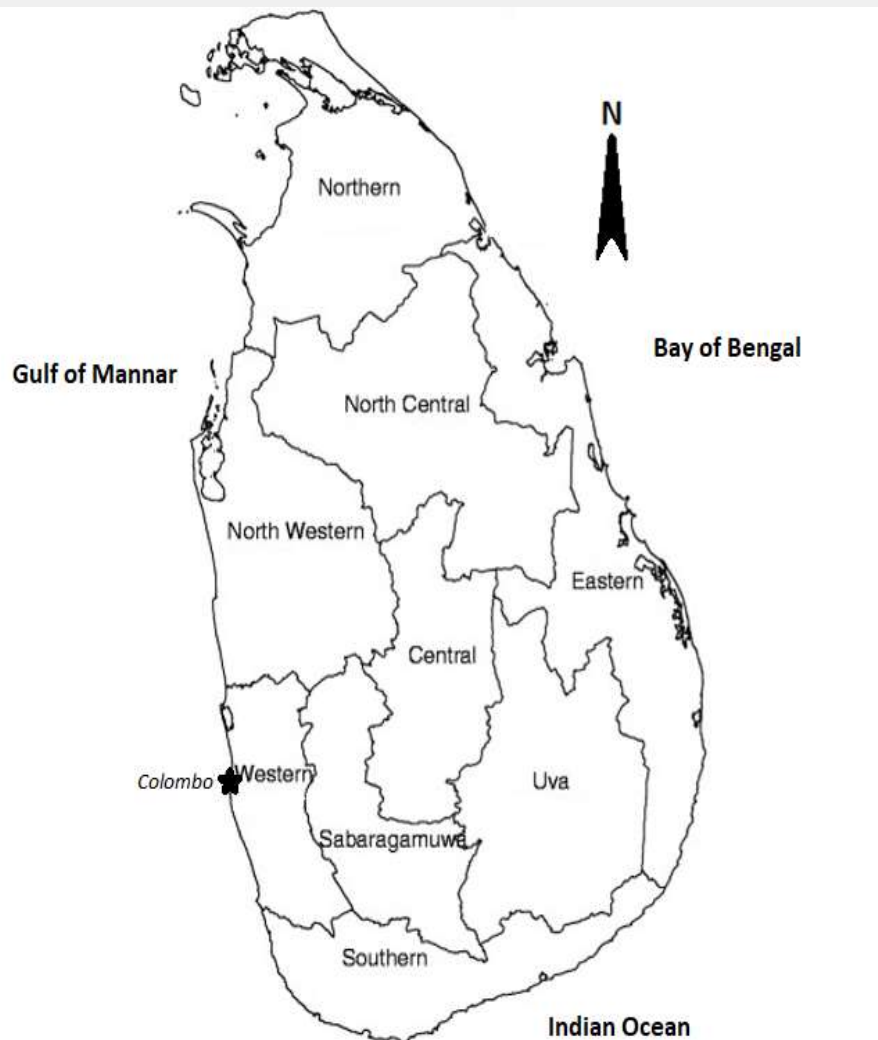 N
Northern
Bay of Bengal
Gulf of Mannar
North Central
North Western
Eastern
Central
Colombo
Western
Uva
Sabaragamuwa
Southern
Indian Ocean